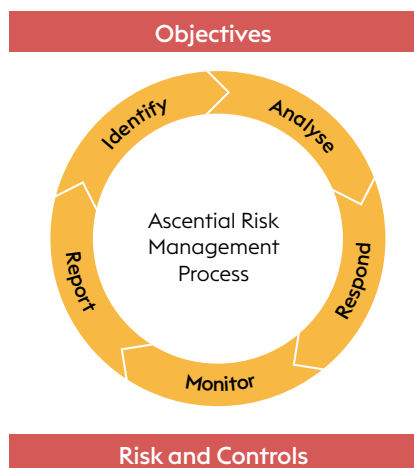 Objectives
Identify
Analyse
Respond
Monitor
Report
Ascential Risk
Management
Process
Risk and Controls